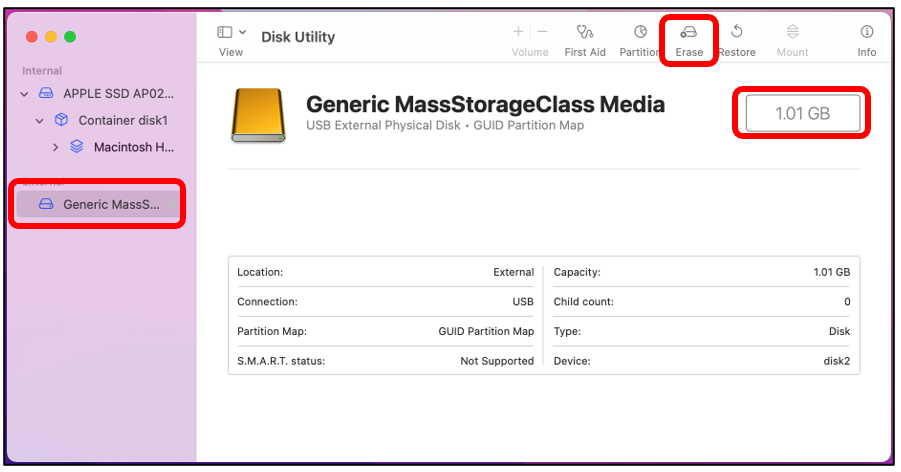 Disk Utility
View
Volume
First Aid
Partition
Erase
Restore
Mount
Info
Internal
APPLE SSD AP02...
Container disk1
Macintosh H...
External
Generic MassS...
Generic MassStorageClass Media
USB External Physical Disk • GUID Partition Map
1.01 GB
Location: External
Capacity: 1.01 GB
Connection: USB
Child count: 0
Partition Map: GUID Partition Map
Type: Disk
S.M.A.R.T. status: Not Supported
Device: disk2